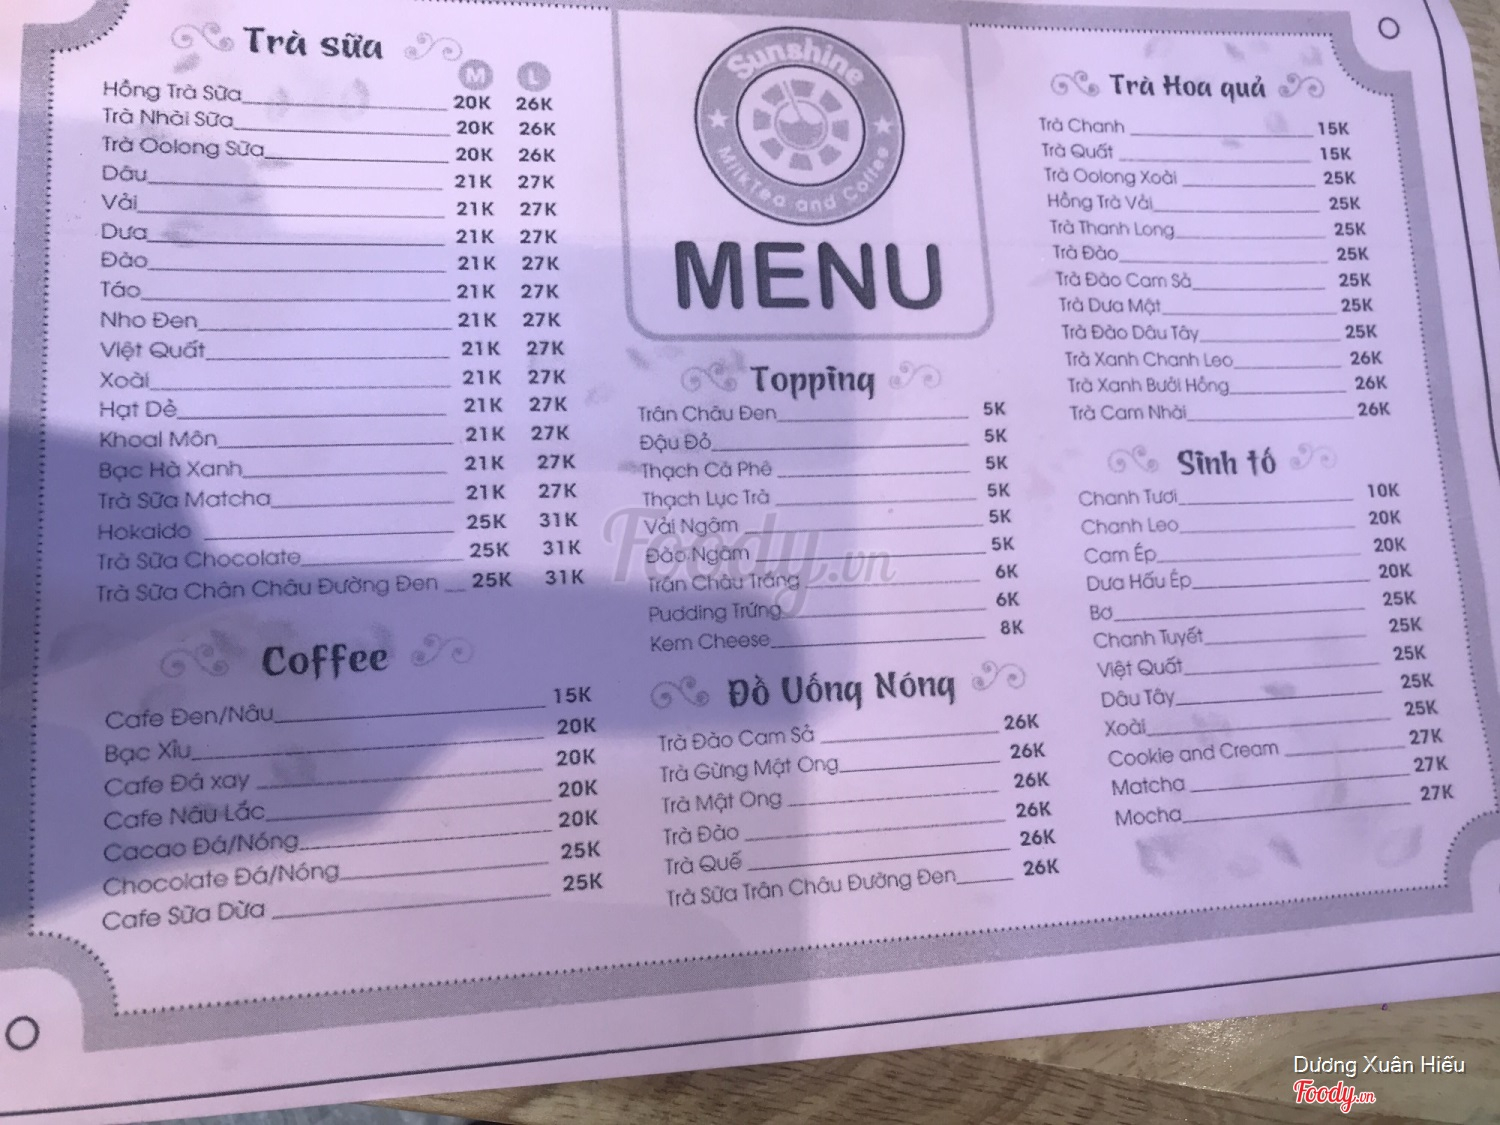 Trà sữa
M L
Hồng Trà Sữa 20K 26K
Trà Nhài Sữa 20K 26K
Trà Oolong Sữa 20K 26K
Dâu 21K 27K
Vải 21K 27K
Dưa 21K 27K
Đào 21K 27K
Táo 21K 27K
Nho Đen 21K 27K
Việt Quất 21K 27K
Xoài 21K 27K
Hạt Dẻ 21K 27K
Khoai Môn 21K 27K
Bạc Hà Xanh 21K 27K
Trà Sữa Matcha 21K 27K
Hokaido 25K 31K
Trà Sữa Chocolate 25K 31K
Trà Sữa Chân Châu Đường Đen 25K 31K
Coffee
Cafe Đen/Nâu 15K
Bạc Xỉu 20K
Cafe Đá xay 20K
Cafe Nâu Lắc 20K
Cacao Đá/Nóng 20K
Chocolate Đá/Nóng 25K
Cafe Sữa Dừa 25K
Sunshine
MilkTea and Coffee
MENU
Topping
Trân Châu Đen 5K
Đậu Đỏ 5K
Thạch Cà Phê 5K
Thạch Lục Trà 5K
Vải Ngâm 5K
Đào Ngâm 5K
Trân Châu Trắng 6K
Pudding Trứng 6K
Kem Cheese 8K
Đồ Uống Nóng
Trà Đào Cam Sả 26K
Trà Gừng Mật Ong 26K
Trà Mật Ong 26K
Trà Đào 26K
Trà Quế 26K
Trà Sữa Trân Châu Đường Đen 26K
Trà Hoa quả
Trà Chanh 15K
Trà Quất 15K
Trà Oolong Xoài 25K
Hồng Trà Vải 25K
Trà Thanh Long 25K
Trà Đào 25K
Trà Đào Cam Sả 25K
Trà Dưa Mật 25K
Trà Đào Dâu Tây 25K
Trà Xanh Chanh Leo 26K
Trà Xanh Bưởi Hồng 26K
Trà Cam Nhài 26K
Sinh tố
Chanh Tươi 10K
Chanh Leo 20K
Cam Ép 20K
Dưa Hấu Ép 20K
Bơ 25K
Chanh Tuyết 25K
Việt Quất 25K
Dâu Tây 25K
Xoài 25K
Cookie and Cream 27K
Matcha 27K
Mocha 27K
Foody.vn
Dương Xuân Hiếu
Foody.vn